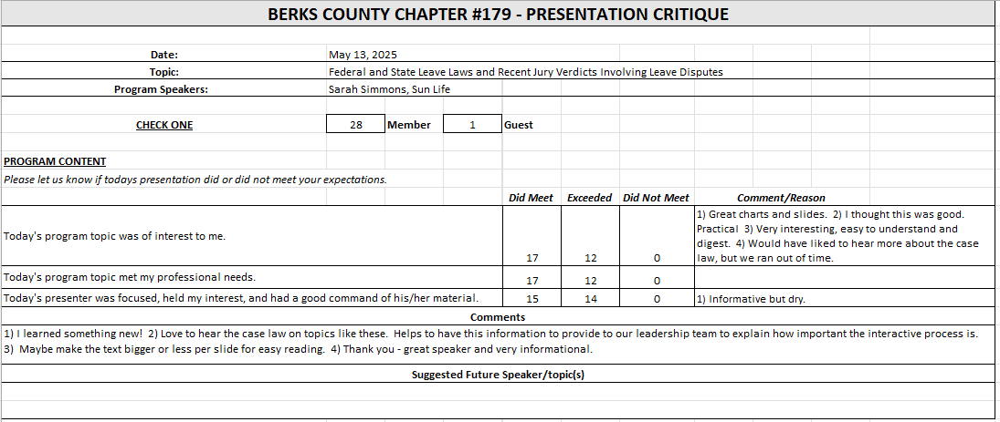 BERKS COUNTY CHAPTER #179 - PRESENTATION CRITIQUE
Date: May 13, 2025
Topic: Federal and State Leave Laws and Recent Jury Verdicts Involving Leave Disputes
Program Speakers: Sarah Simmons, Sun Life
CHECK ONE 28 Member 1 Guest
PROGRAM CONTENT
Please let us know if todays presentation did or did not meet your expectations.
Did Meet Exceeded Did Not Meet Comment/Reason
Today's program topic was of interest to me. 17 12 0
1) Great charts and slides. 2) I thought this was good.
Practical 3) Very interesting, easy to understand and
digest. 4) Would have liked to hear more about the case
law, but we ran out of time.
Today's program topic met my professional needs. 17 12 0
Today's presenter was focused, held my interest, and had a good command of his/her material. 15 14 0 1) Informative but dry.
Comments
1) I learned something new! 2) Love to hear the case law on topics like these. Helps to have this information to provide to our leadership team to explain how important the interactive process is.
3) Maybe make the text bigger or less per slide for easy reading. 4) Thank you - great speaker and very informational.
Suggested Future Speaker/topic(s)